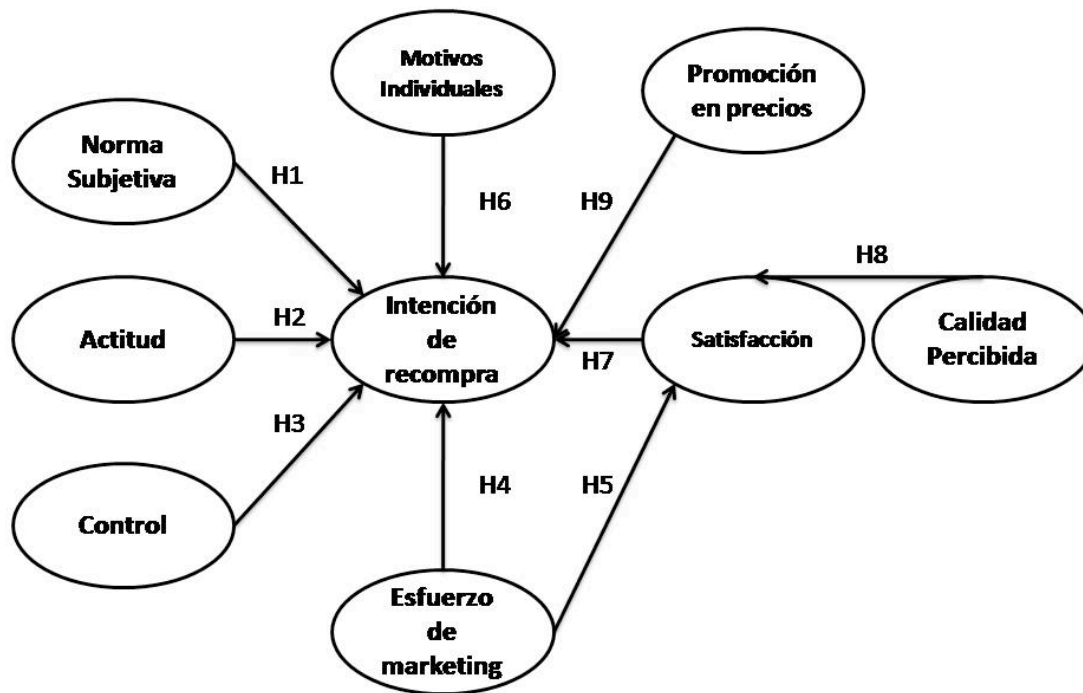 Motivos
Individuales
Promoción
en precios
Norma
Subjetiva
H1
H6
H9
H8
Actitud
H2
Intención
de
recompra
H7
Satisfacción
Calidad
Percibida
H3
Control
H4
H5
Esfuerzo
de
marketing